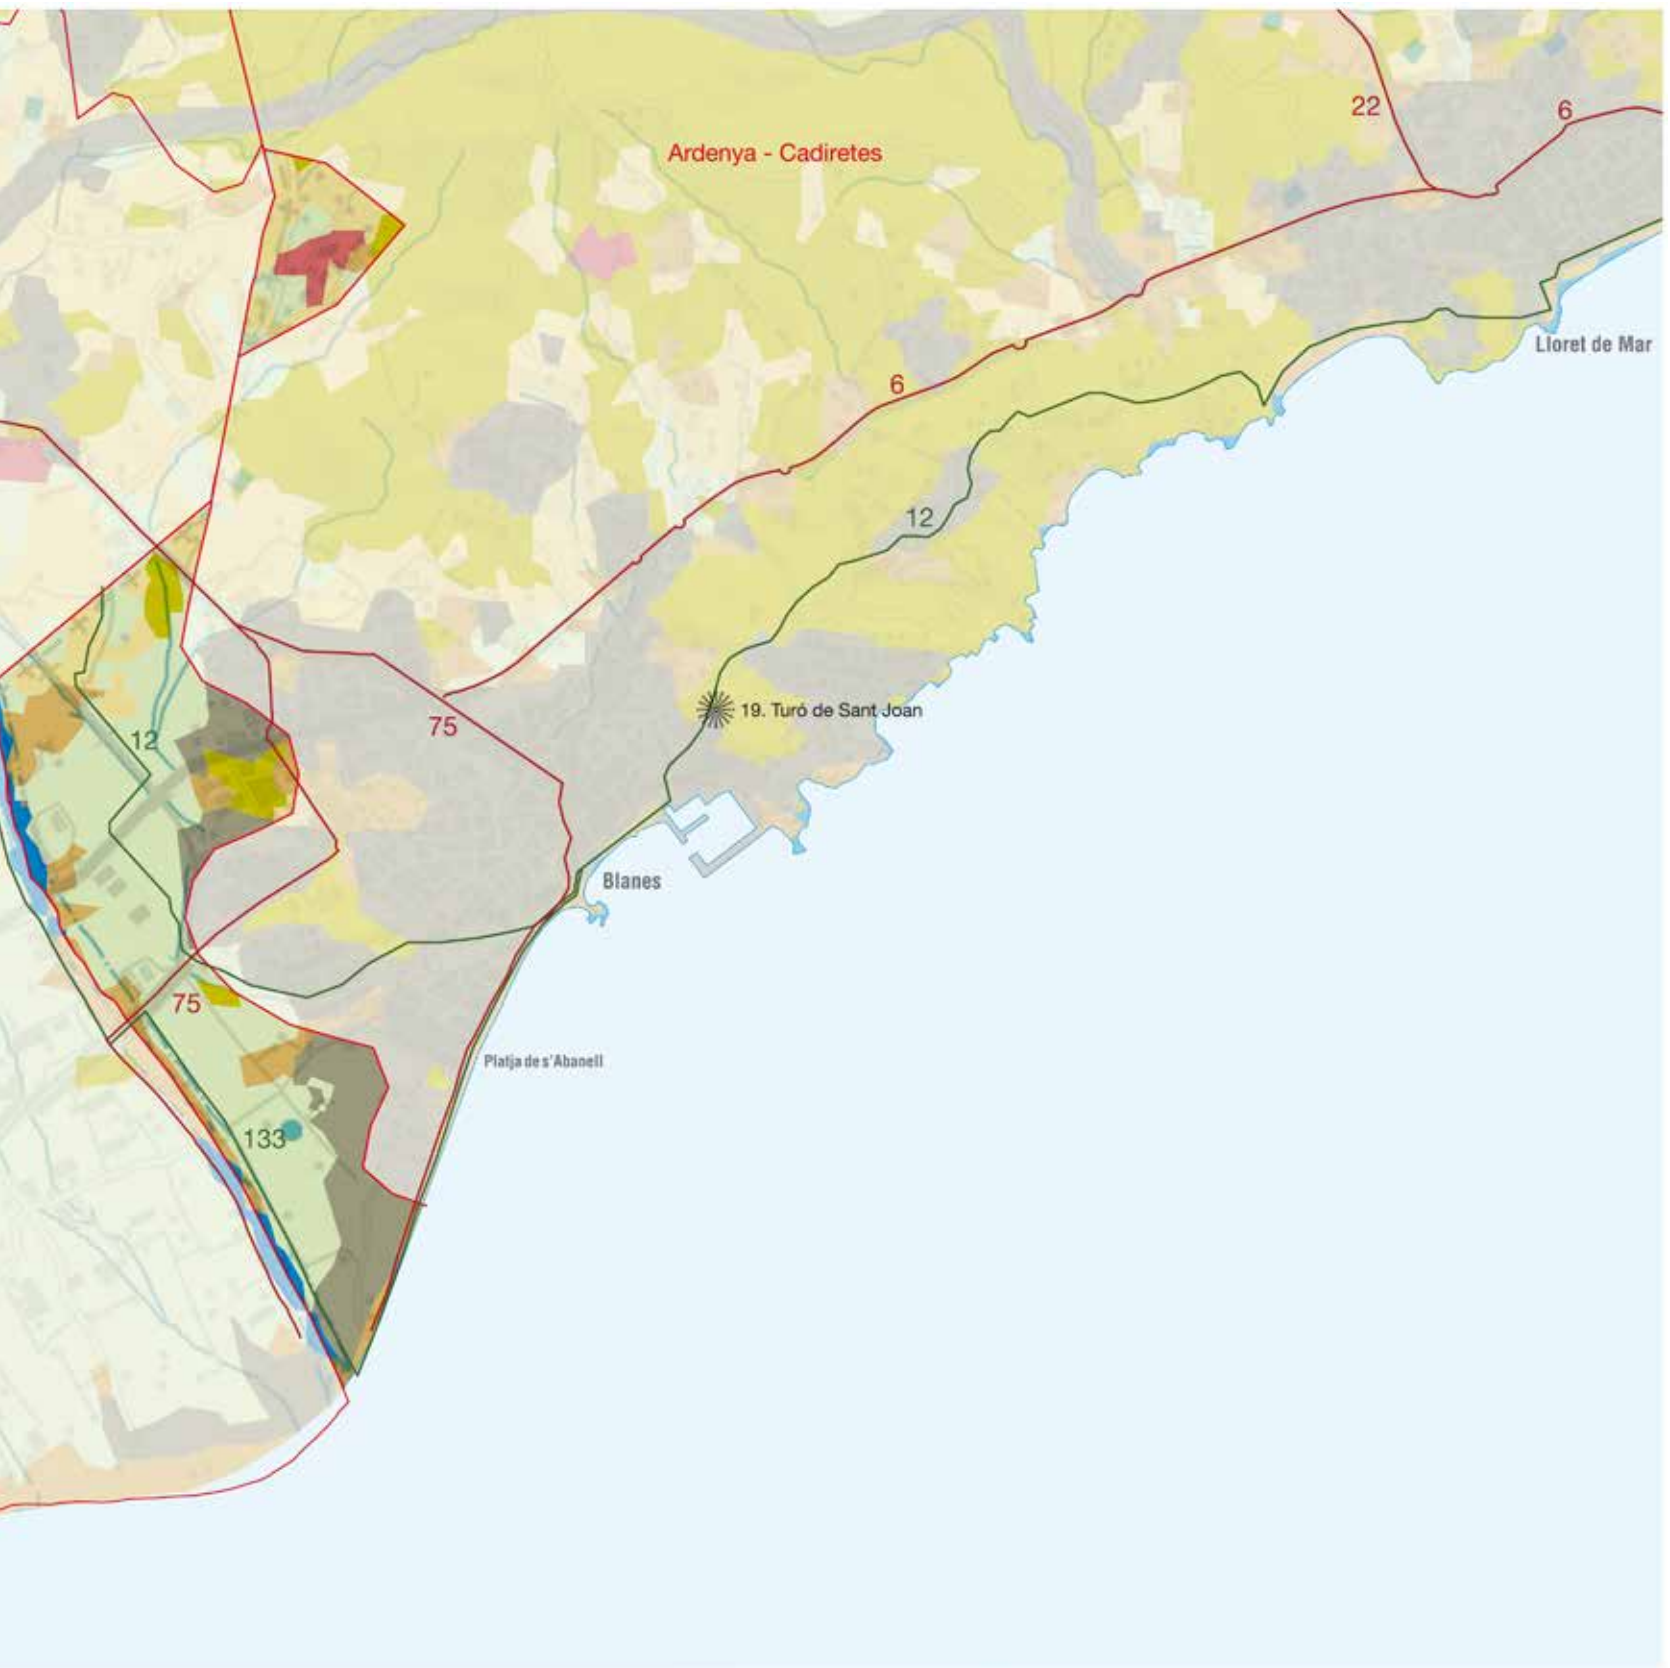 22
6
Ardenya - Cadiretes
Lloret de Mar
6
12
19. Turó de Sant Joan
75
12
Blanes
75
Platja de s'Abanell
133